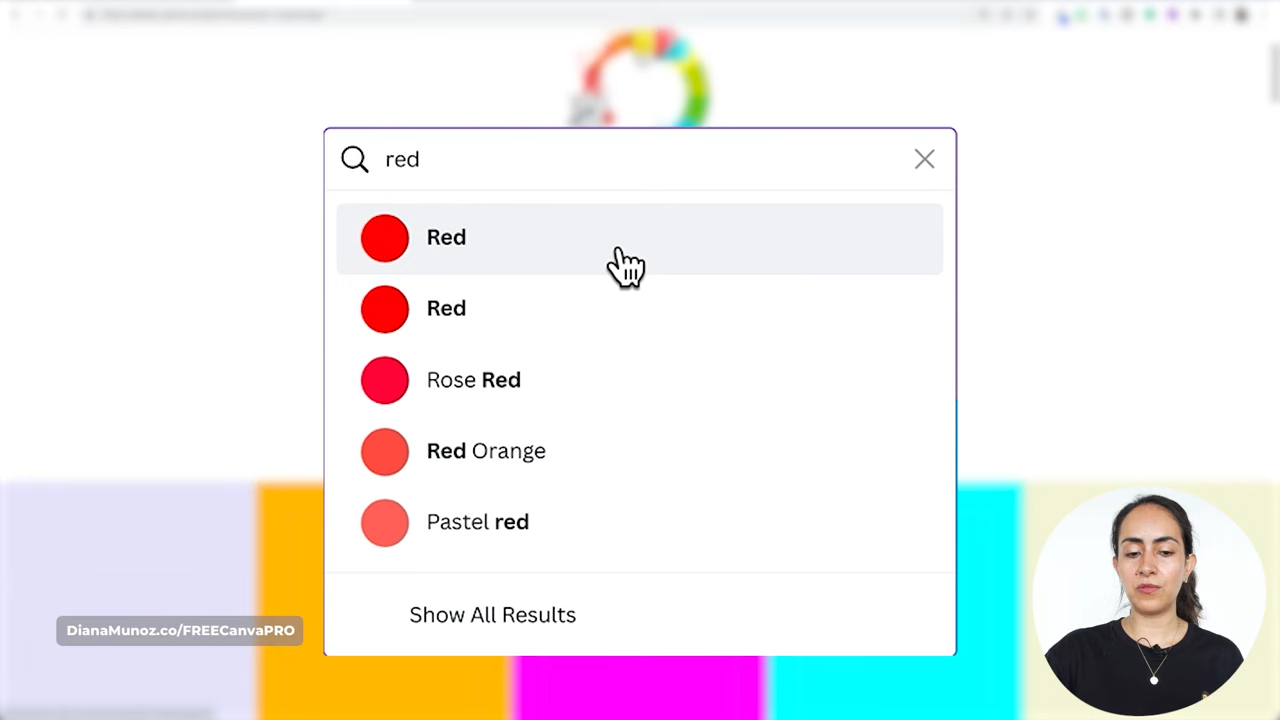 red
Red
Red
Rose Red
Red Orange
Pastel red
Show All Results
DianaMunoz.co/FREECanvaPRO